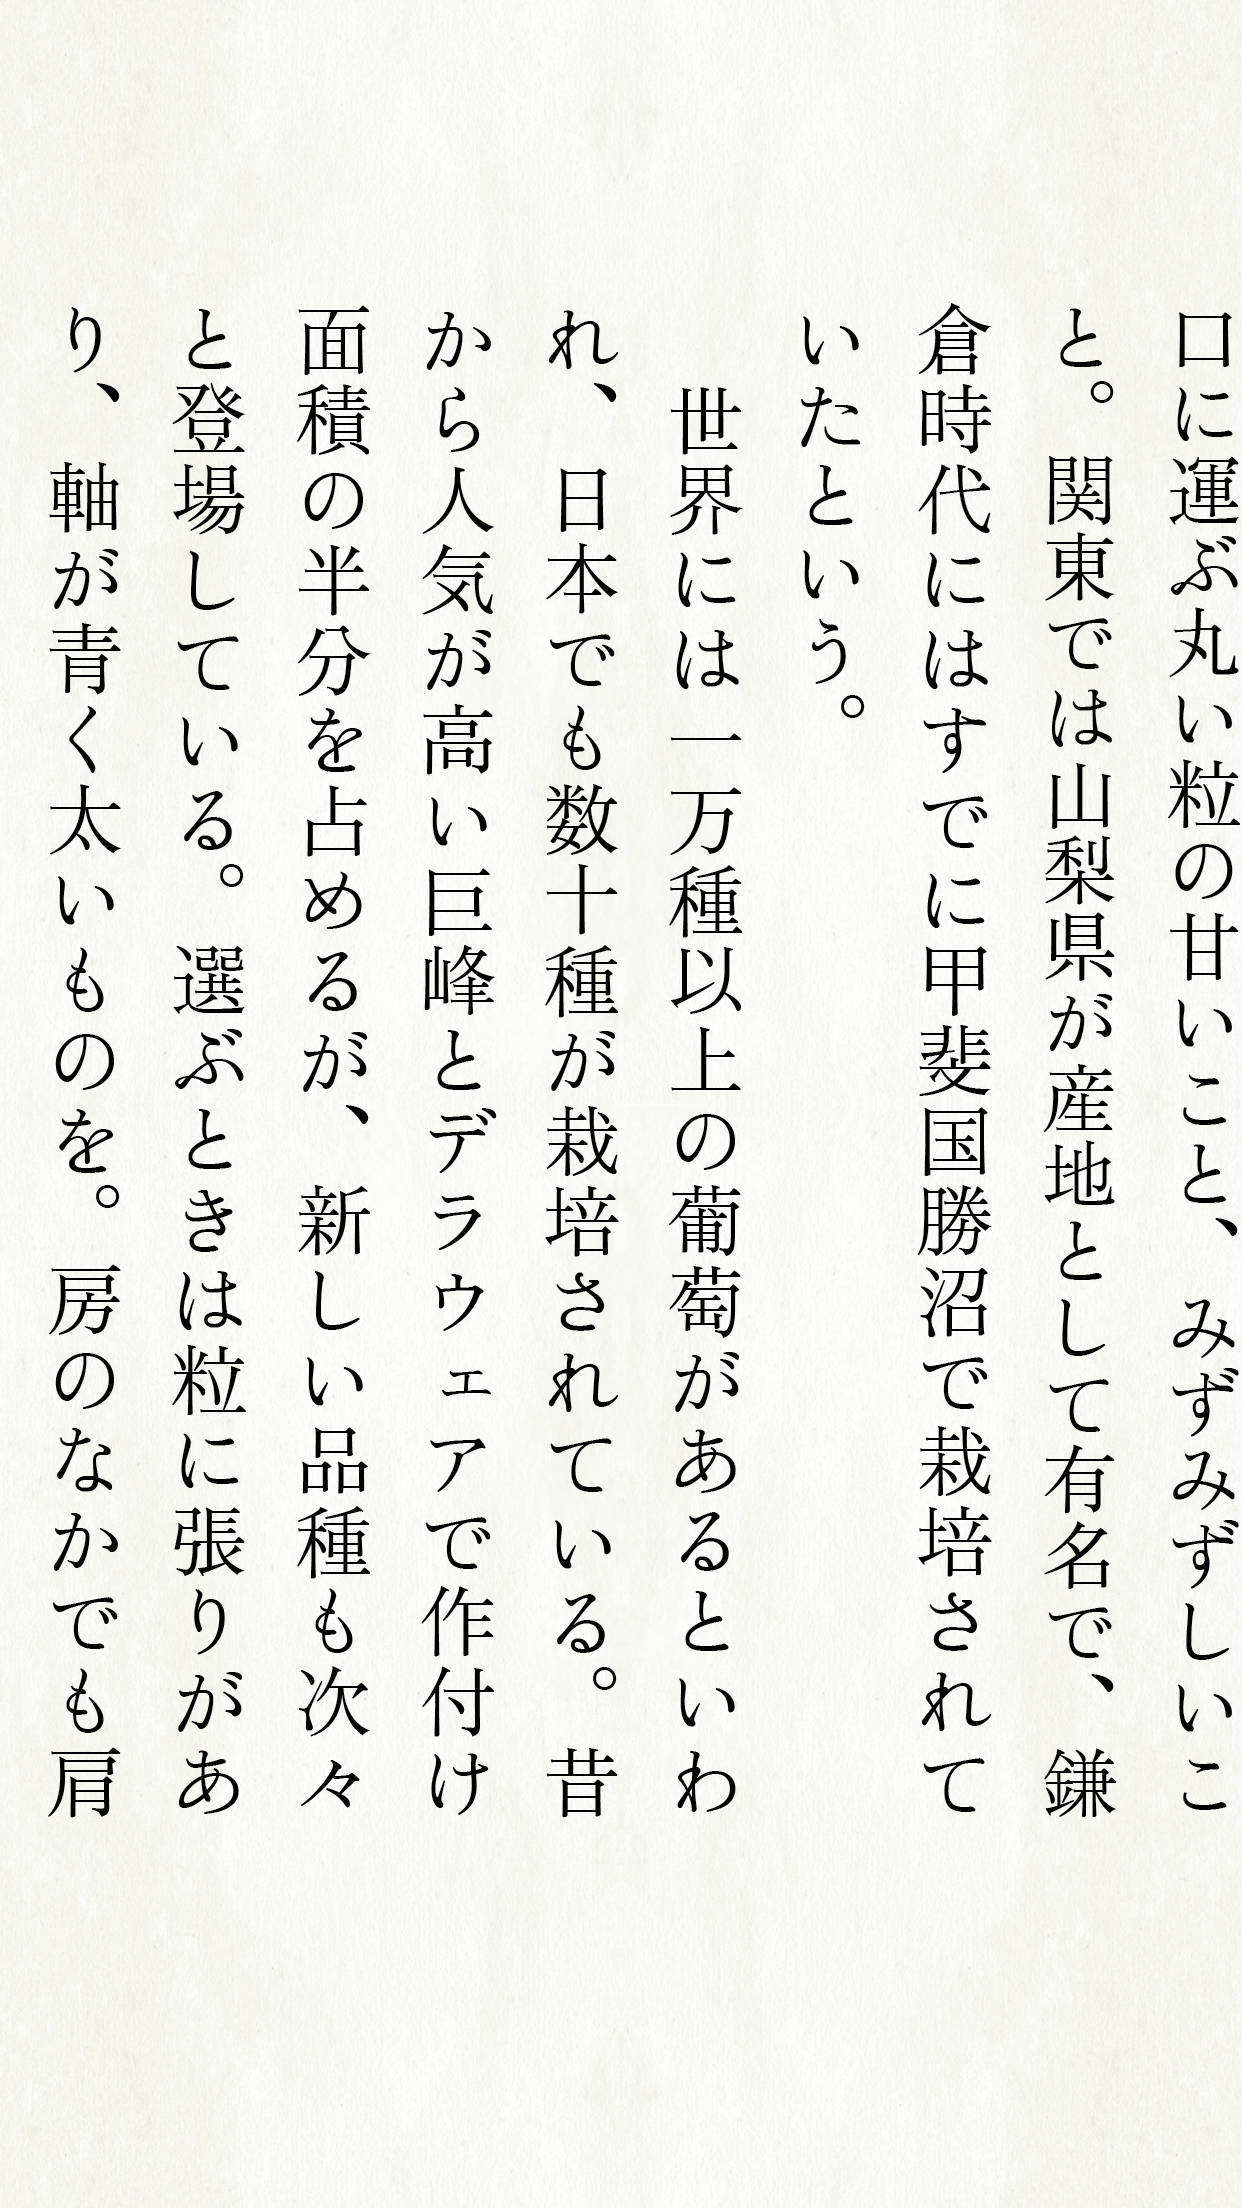 口に運ぶ丸い粒の甘いこと、みずみずしいこ
と。関東では山梨県が産地として有名で、鎌
倉時代にはすでに甲斐国勝沼で栽培されて
いたという。
　世界には一万種以上の葡萄があるといわ
れ、日本でも数十種が栽培されている。昔
から人気が高い巨峰とデラウェアで作付け
面積の半分を占めるが、新しい品種も次々
と登場している。選ぶときは粒に張りがあ
り、軸が青く太いものを。房のなかでも肩